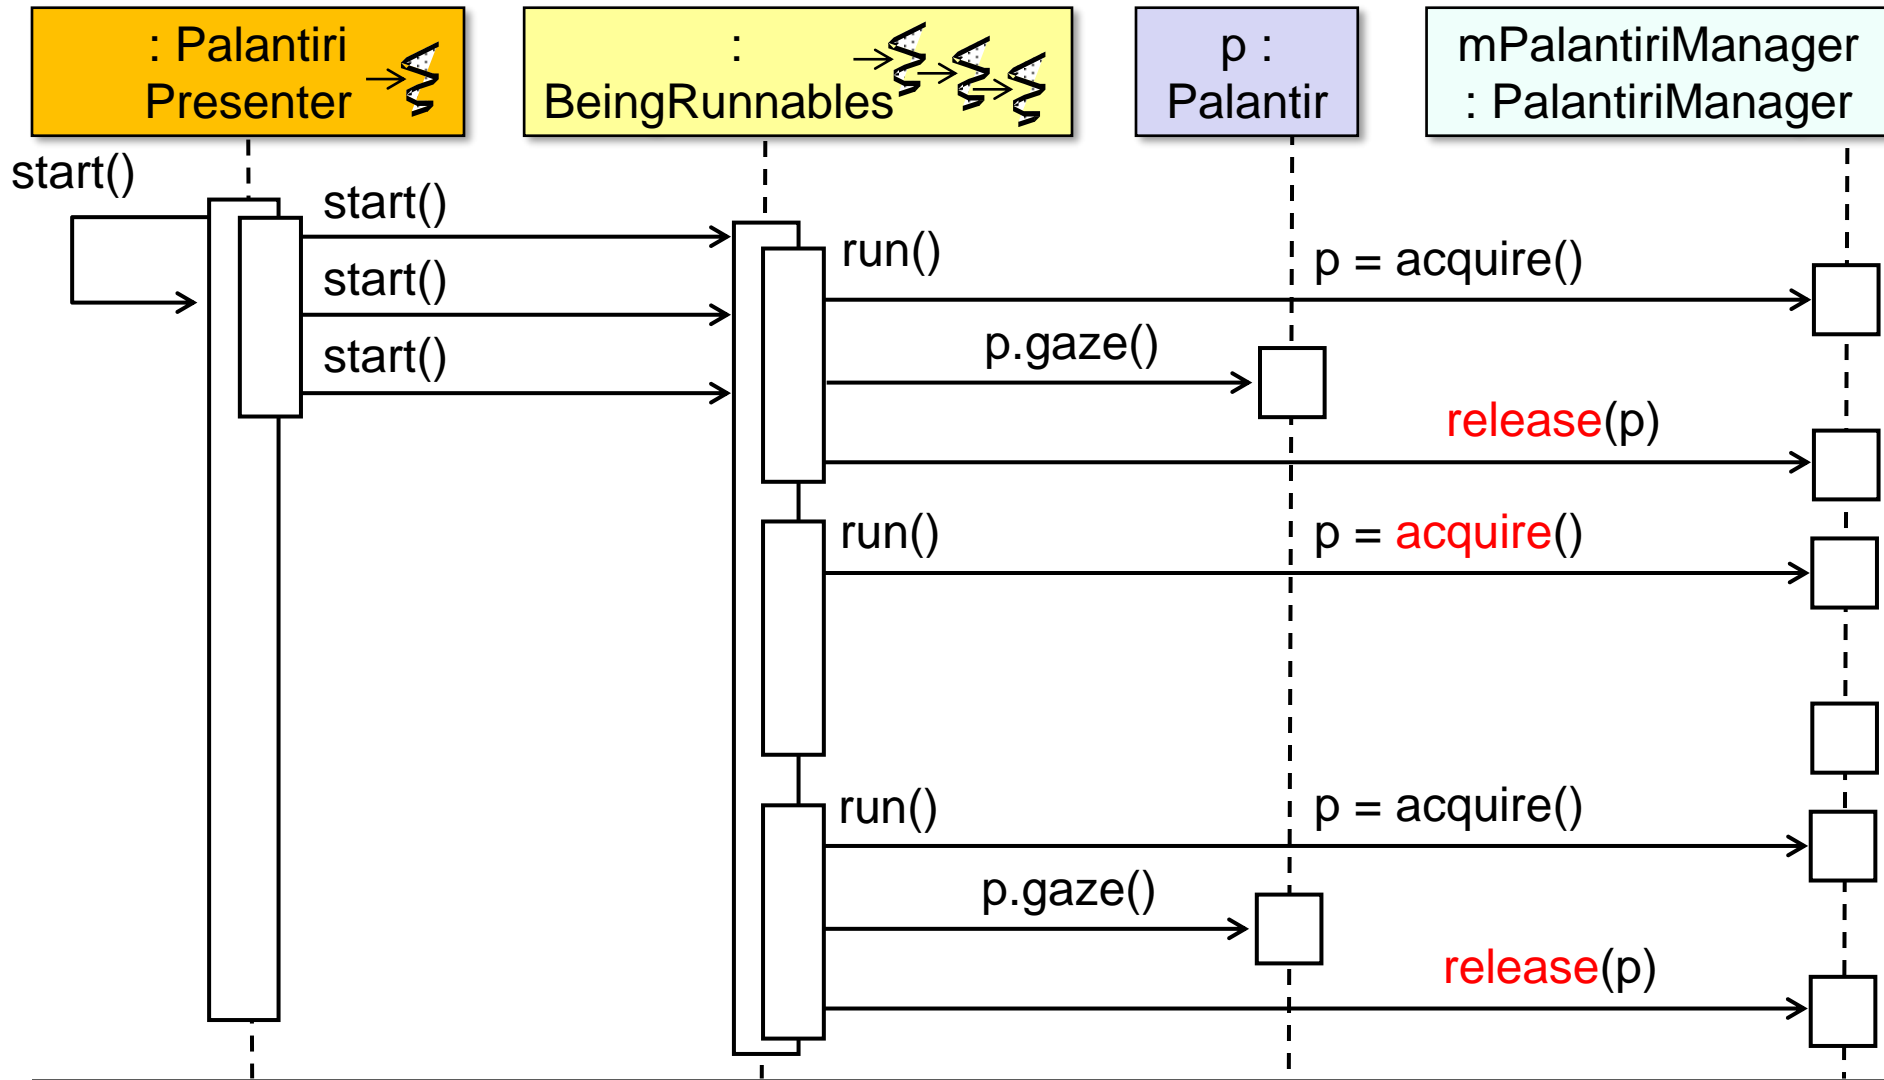 : Palantiri
Presenter
:
BeingRunnables
p :
Palantir
mPalantiriManager
: PalantiriManager
start()
start()
start()
start()
run()
p = acquire()
p.gaze()
release(p)
run()
p = acquire()
run()
p = acquire()
p.gaze()
release(p)